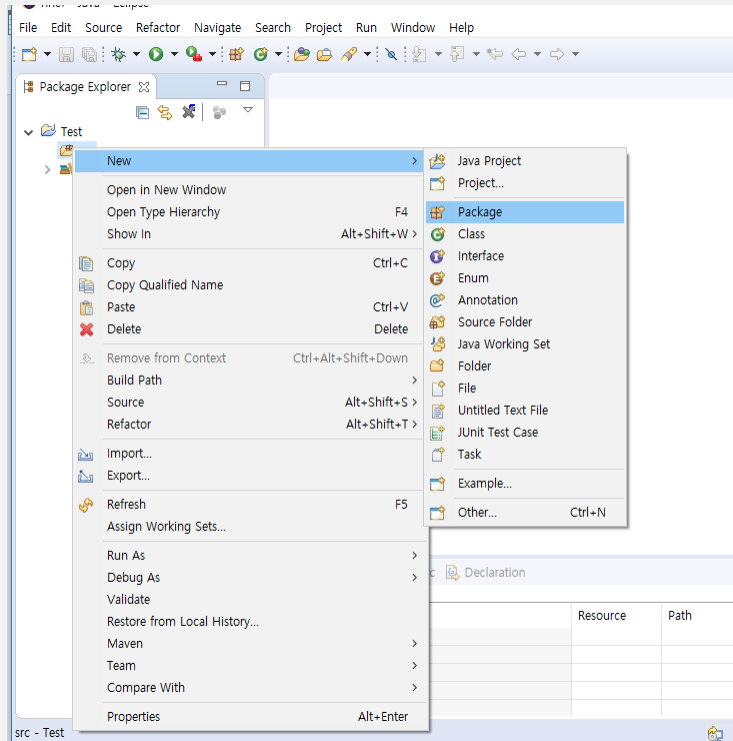 File Edit Source Refactor Navigate Search Project Run Window Help
Package Explorer
Test
New
Open in New Window
Open Type Hierarchy F4
Show In Alt+Shift+W >
Copy Ctrl+C
Copy Qualified Name
Paste Ctrl+V
Delete Delete
Remove from Context Ctrl+Alt+Shift+Down
Build Path
Source Alt+Shift+S >
Refactor Alt+Shift+T >
Import...
Export...
Refresh F5
Assign Working Sets...
Run As
Debug As
Validate
Restore from Local History...
Maven
Team
Compare With
Properties Alt+Enter
Java Project
Project...
Package
Class
Interface
Enum
Annotation
Source Folder
Java Working Set
Folder
File
Untitled Text File
JUnit Test Case
Task
Example...
Other... Ctrl+N
Declaration
Resource Path
src - Test